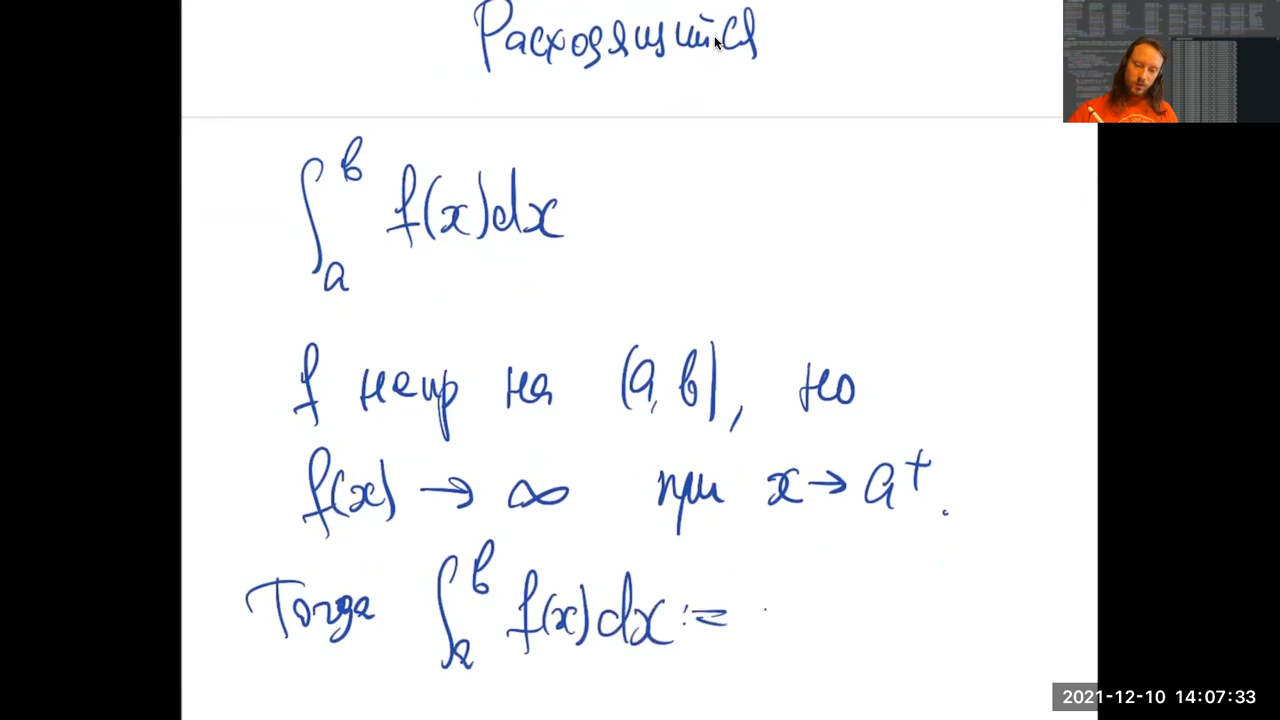 Расходящийся
∫_a^b f(x)dx
f непр на (a, b], но
f(x) → ∞ при x → a⁺.
Тогда ∫_a^b f(x)dx :=
2021-12-10 14:07:33